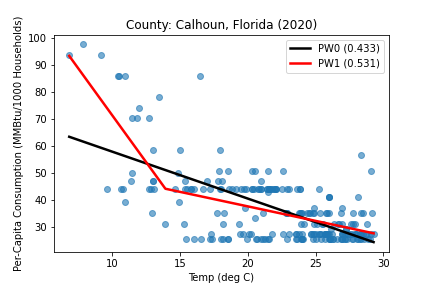 County: Calhoun, Florida (2020)
Per-Capita Consumption (MMBtu/1000 Households)
100
90
80
70
60
50
40
30
PW0 (0.433)
PW1 (0.531)
10 15 20 25 30
Temp (deg C)